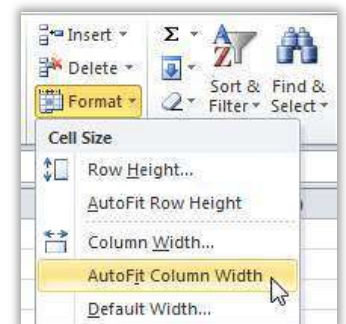 Insert
Delete
Format
Σ
A
Z
Sort & Filter
Find & Select
Cell Size
Row Height...
AutoFit Row Height
Column Width...
AutoFit Column Width
Default Width...